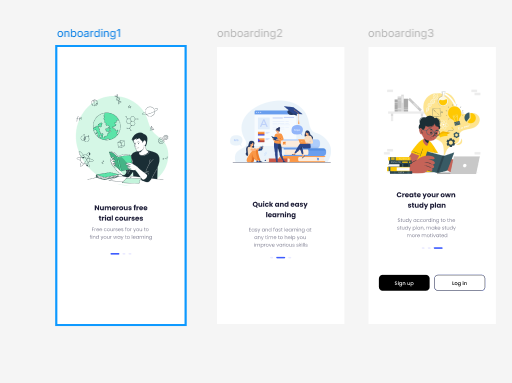 onboarding1
onboarding2
onboarding3
Numerous free
trial courses
Free courses for you to
find your way to learning
Quick and easy
learning
Easy and fast learning at
any time to help you
improve various skills
Create your own
study plan
Study according to the
study plan, make study
more motivated
Sign up
Log in